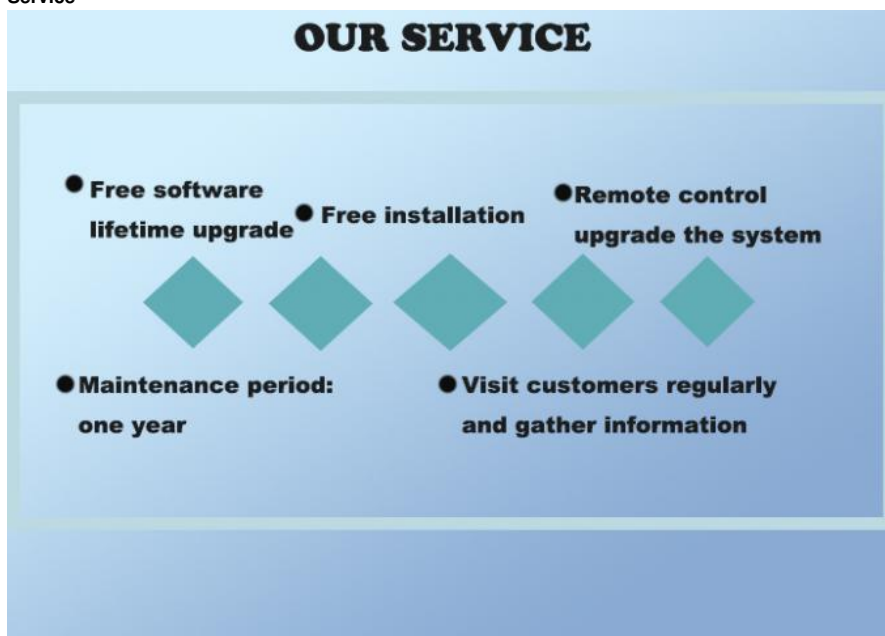 Service
OUR SERVICE
Free software
lifetime upgrade
Free installation
Remote control
upgrade the system
Maintenance period:
one year
Visit customers regularly
and gather information